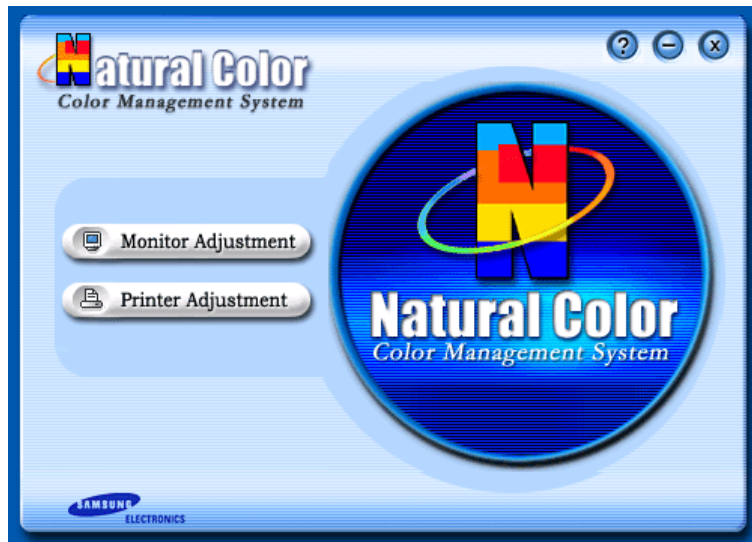 Natural Color
Color Management System
?
–
x
Monitor Adjustment
Printer Adjustment
N
Natural Color
Color Management System
SAMSUNG
ELECTRONICS